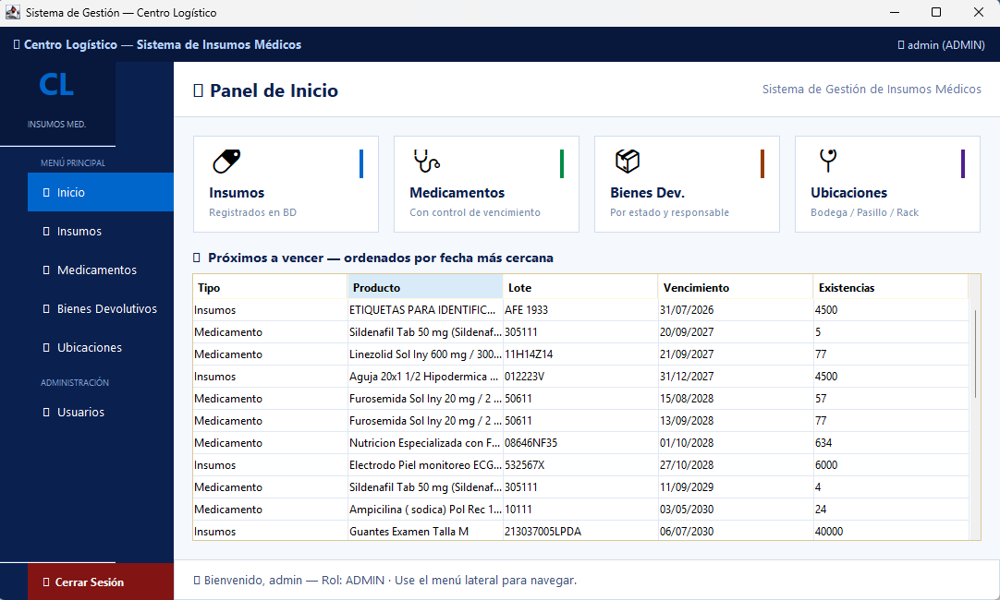 Sistema de Gestión — Centro Logístico
Centro Logístico — Sistema de Insumos Médicos
admin (ADMIN)
CL
INSUMOS MED.
MENÚ PRINCIPAL
Inicio
Insumos
Medicamentos
Bienes Devolutivos
Ubicaciones
ADMINISTRACIÓN
Usuarios
Cerrar Sesión
Panel de Inicio
Sistema de Gestión de Insumos Médicos
Insumos
Registrados en BD
Medicamentos
Con control de vencimiento
Bienes Dev.
Por estado y responsable
Ubicaciones
Bodega / Pasillo / Rack
Próximos a vencer — ordenados por fecha más cercana
Tipo Producto Lote Vencimiento Existencias
Insumos ETIQUETAS PARA IDENTIFIC... AFE 1933 31/07/2026 4500
Medicamento Sildenafil Tab 50 mg (Sildenaf... 305111 20/09/2027 5
Medicamento Linezolid Sol Iny 600 mg / 300... 11H14Z14 21/09/2027 77
Insumos Aguja 20x1 1/2 Hipodermica ... 012223V 31/12/2027 4500
Medicamento Furosemida Sol Iny 20 mg / 2 ... 50611 15/08/2028 57
Medicamento Furosemida Sol Iny 20 mg / 2 ... 50611 13/09/2028 77
Medicamento Nutricion Especializada con F... 08646NF35 01/10/2028 634
Insumos Electrodo Piel monitoreo ECG... 532567X 27/10/2028 6000
Medicamento Sildenafil Tab 50 mg (Sildenaf... 305111 11/09/2029 4
Medicamento Ampicilina ( sodica) Pol Rec 1... 10111 03/05/2030 24
Insumos Guantes Examen Talla M 213037005LPDA 06/07/2030 40000
Bienvenido, admin — Rol: ADMIN · Use el menú lateral para navegar.